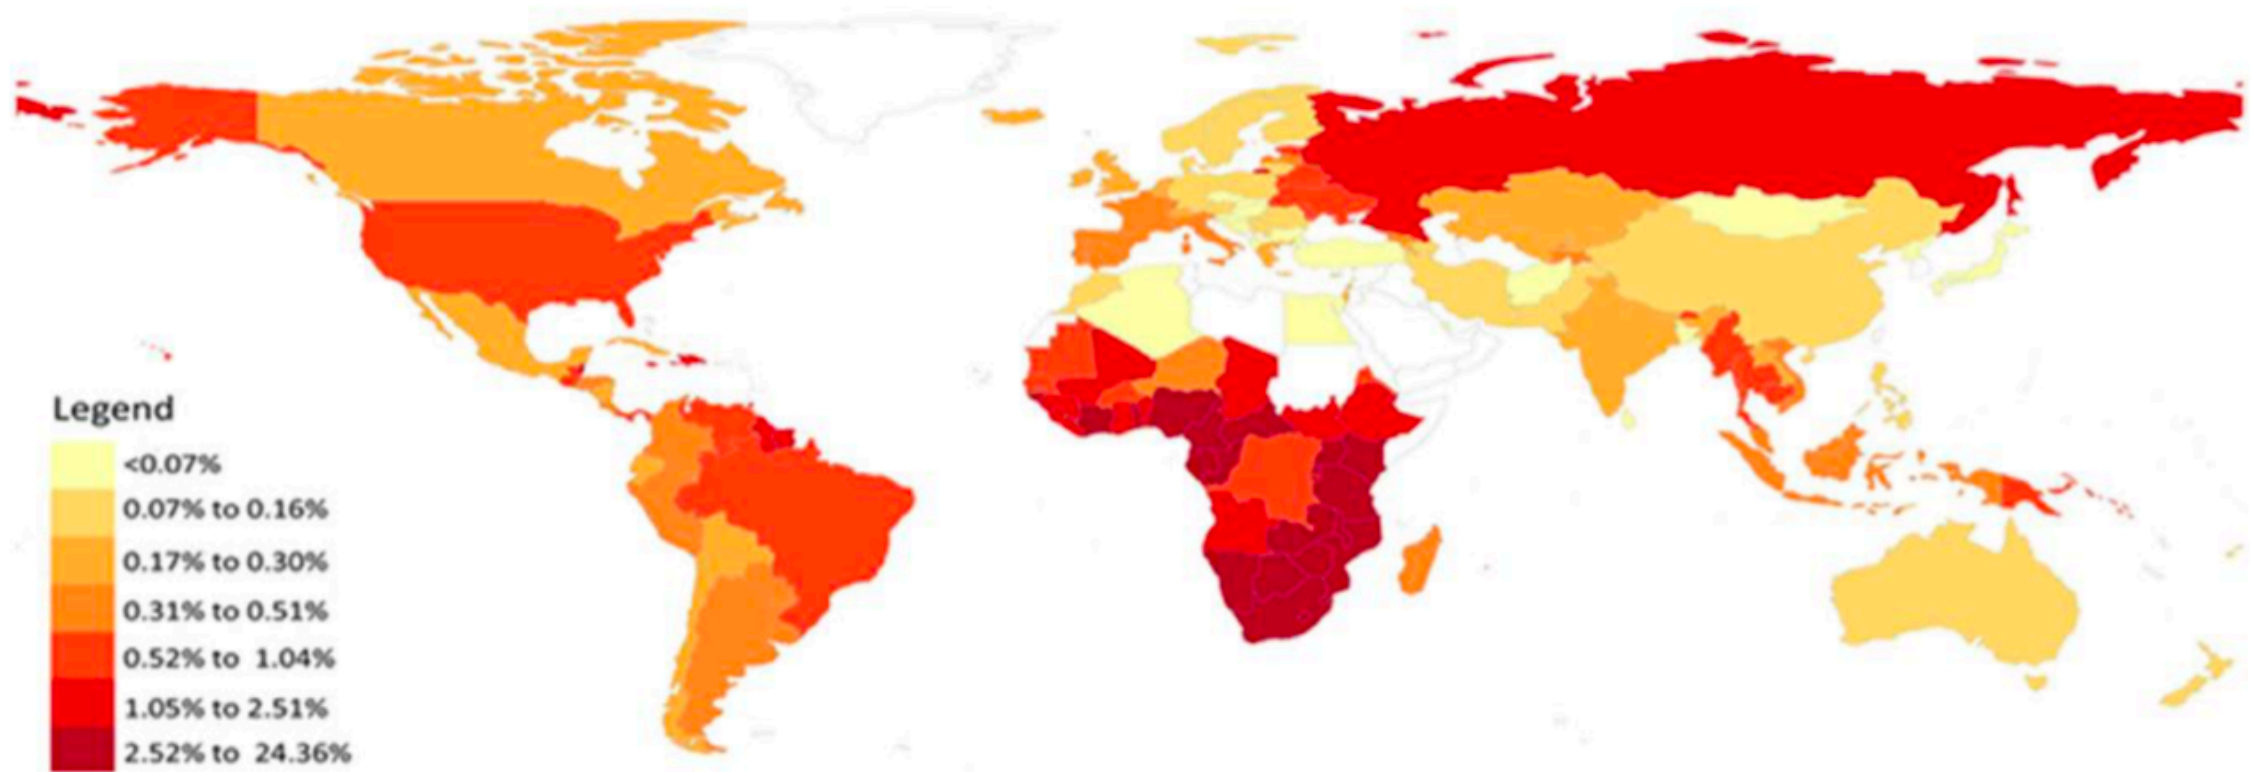 Legend
<0.07%
0.07% to 0.16%
0.17% to 0.30%
0.31% to 0.51%
0.52% to 1.04%
1.05% to 2.51%
2.52% to 24.36%